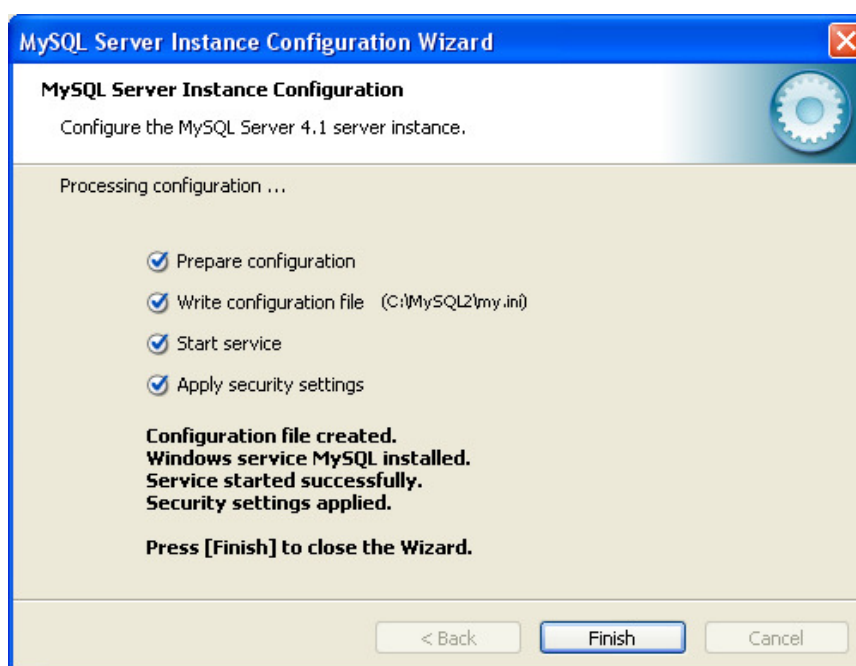 MySQL Server Instance Configuration Wizard
MySQL Server Instance Configuration
Configure the MySQL Server 4.1 server instance.
Processing configuration ...
Prepare configuration
Write configuration file (C:\MySQL2\my.ini)
Start service
Apply security settings
Configuration file created.
Windows service MySQL installed.
Service started successfully.
Security settings applied.
Press [Finish] to close the Wizard.
< Back Finish Cancel